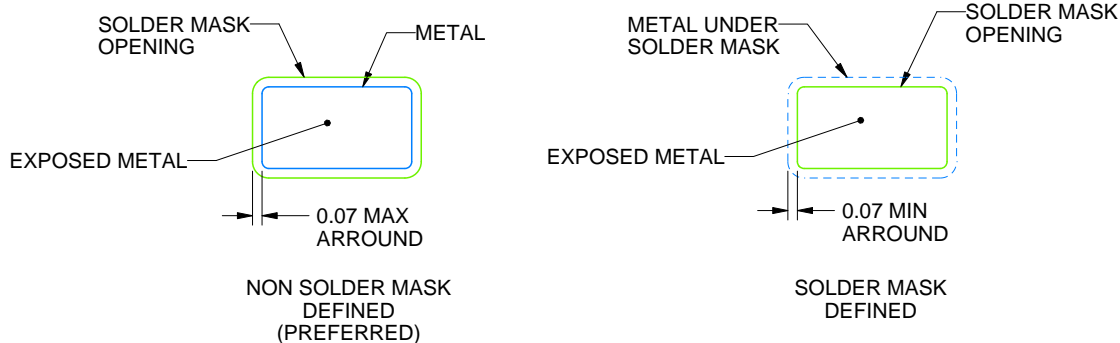 SOLDER MASK
OPENING
METAL
EXPOSED METAL
0.07 MAX
ARROUND
NON SOLDER MASK
DEFINED
(PREFERRED)
METAL UNDER
SOLDER MASK
SOLDER MASK
OPENING
EXPOSED METAL
0.07 MIN
ARROUND
SOLDER MASK
DEFINED